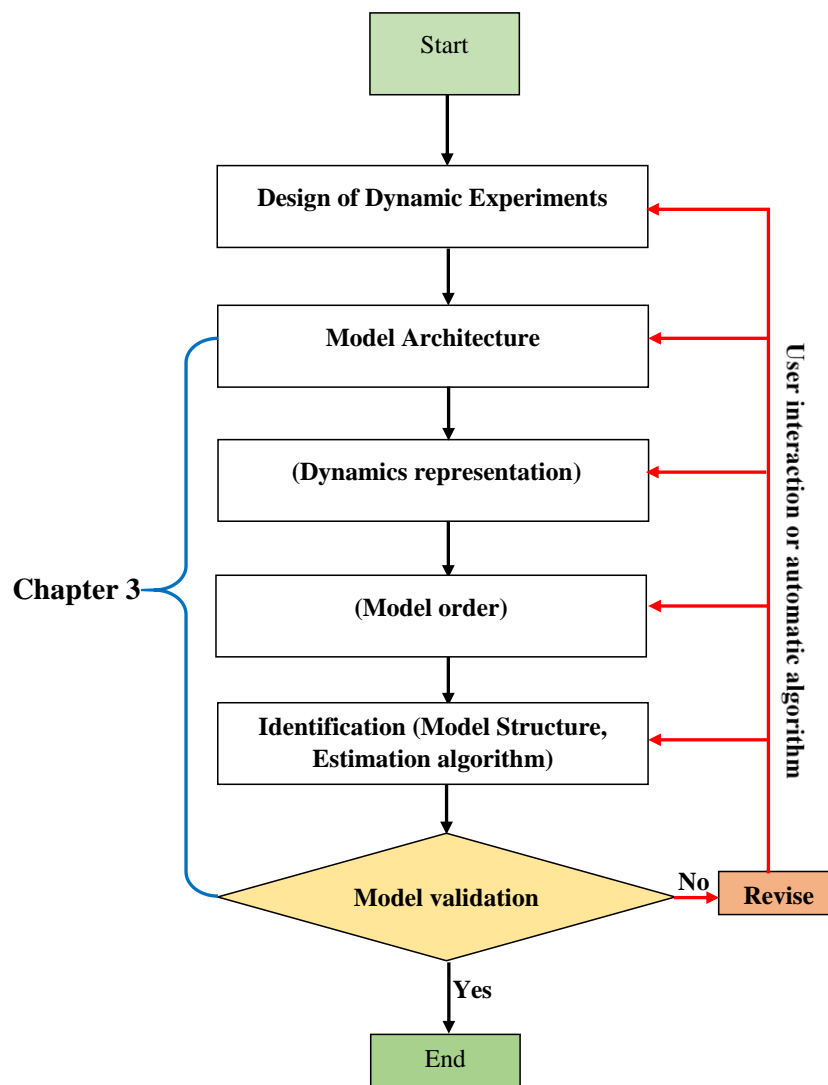 Start
Design of Dynamic Experiments
Model Architecture
(Dynamics representation)
Chapter 3
(Model order)
Identification (Model Structure,
Estimation algorithm)
User interaction or automatic algorithm
Model validation
No
Revise
Yes
End